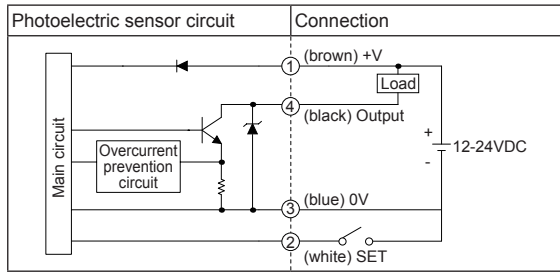 Photoelectric sensor circuit
Connection
(brown) +V
1
Load
4
(black) Output
Main circuit
Overcurrent
prevention
circuit
+
12-24VDC
-
(blue) 0V
3
2
(white) SET